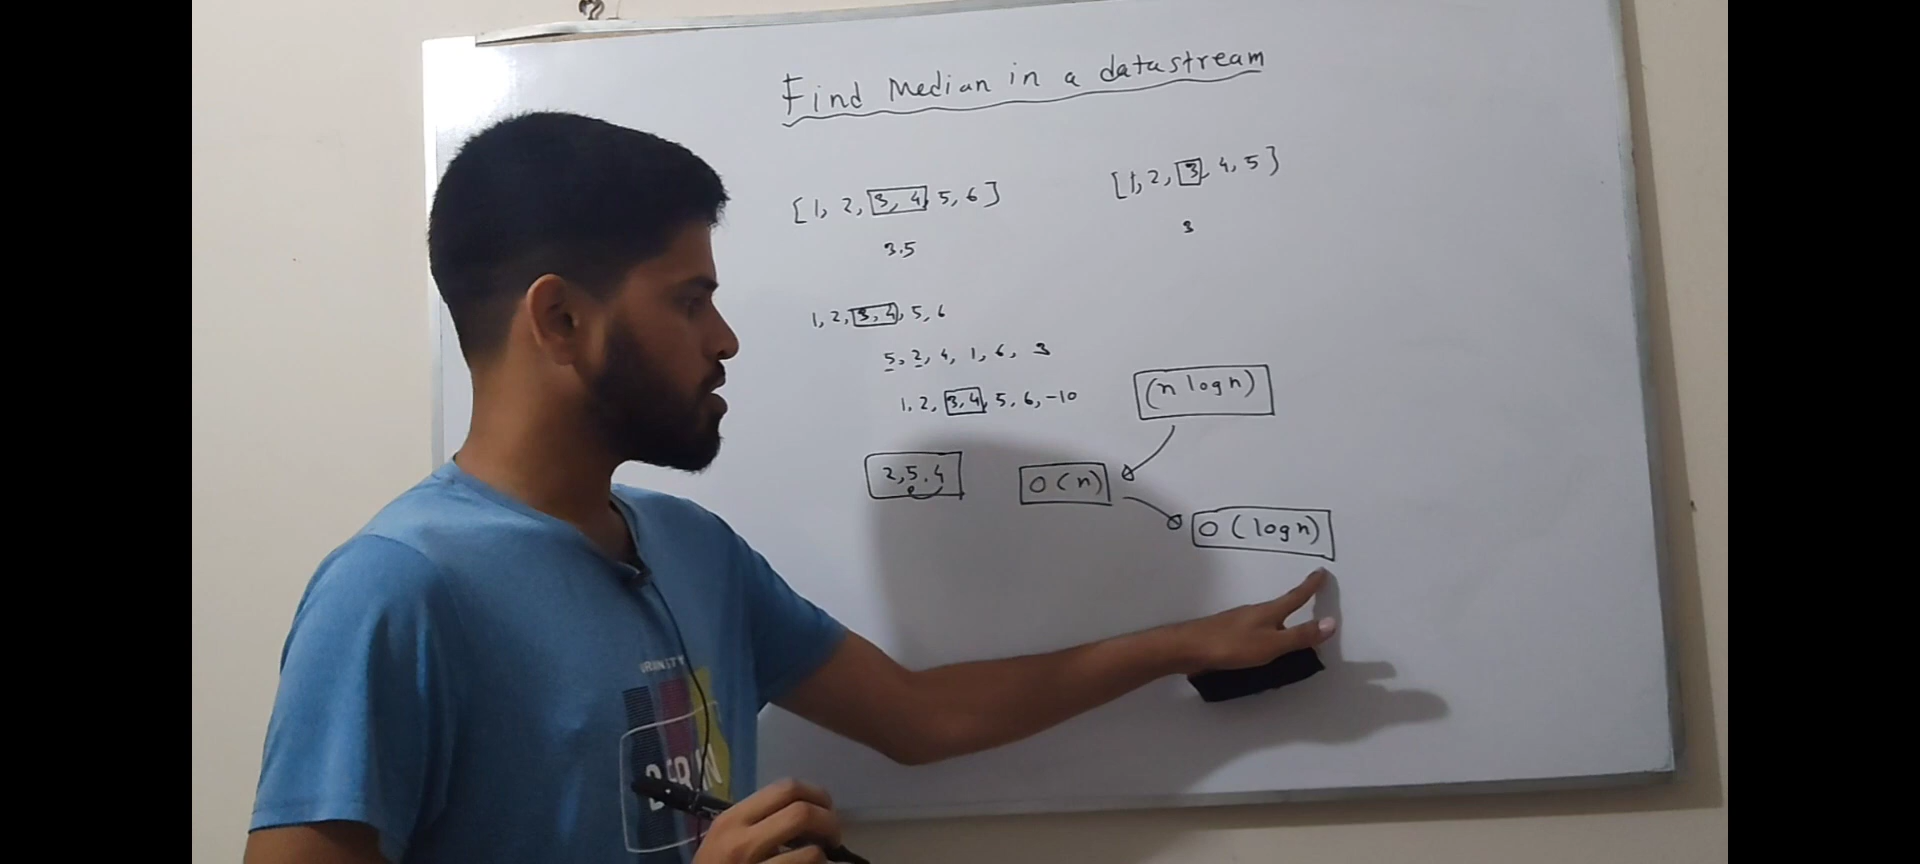 Find Median in a datastream
[1, 2, 3, 4, 5, 6]
3.5
[1, 2, 3, 4, 5]
3
1, 2, 3, 4, 5, 6
5, 2, 4, 1, 6, 3
1, 2, 3, 4, 5, 6, -10
(n log n)
2, 5, 4
O(n)
O(log n)